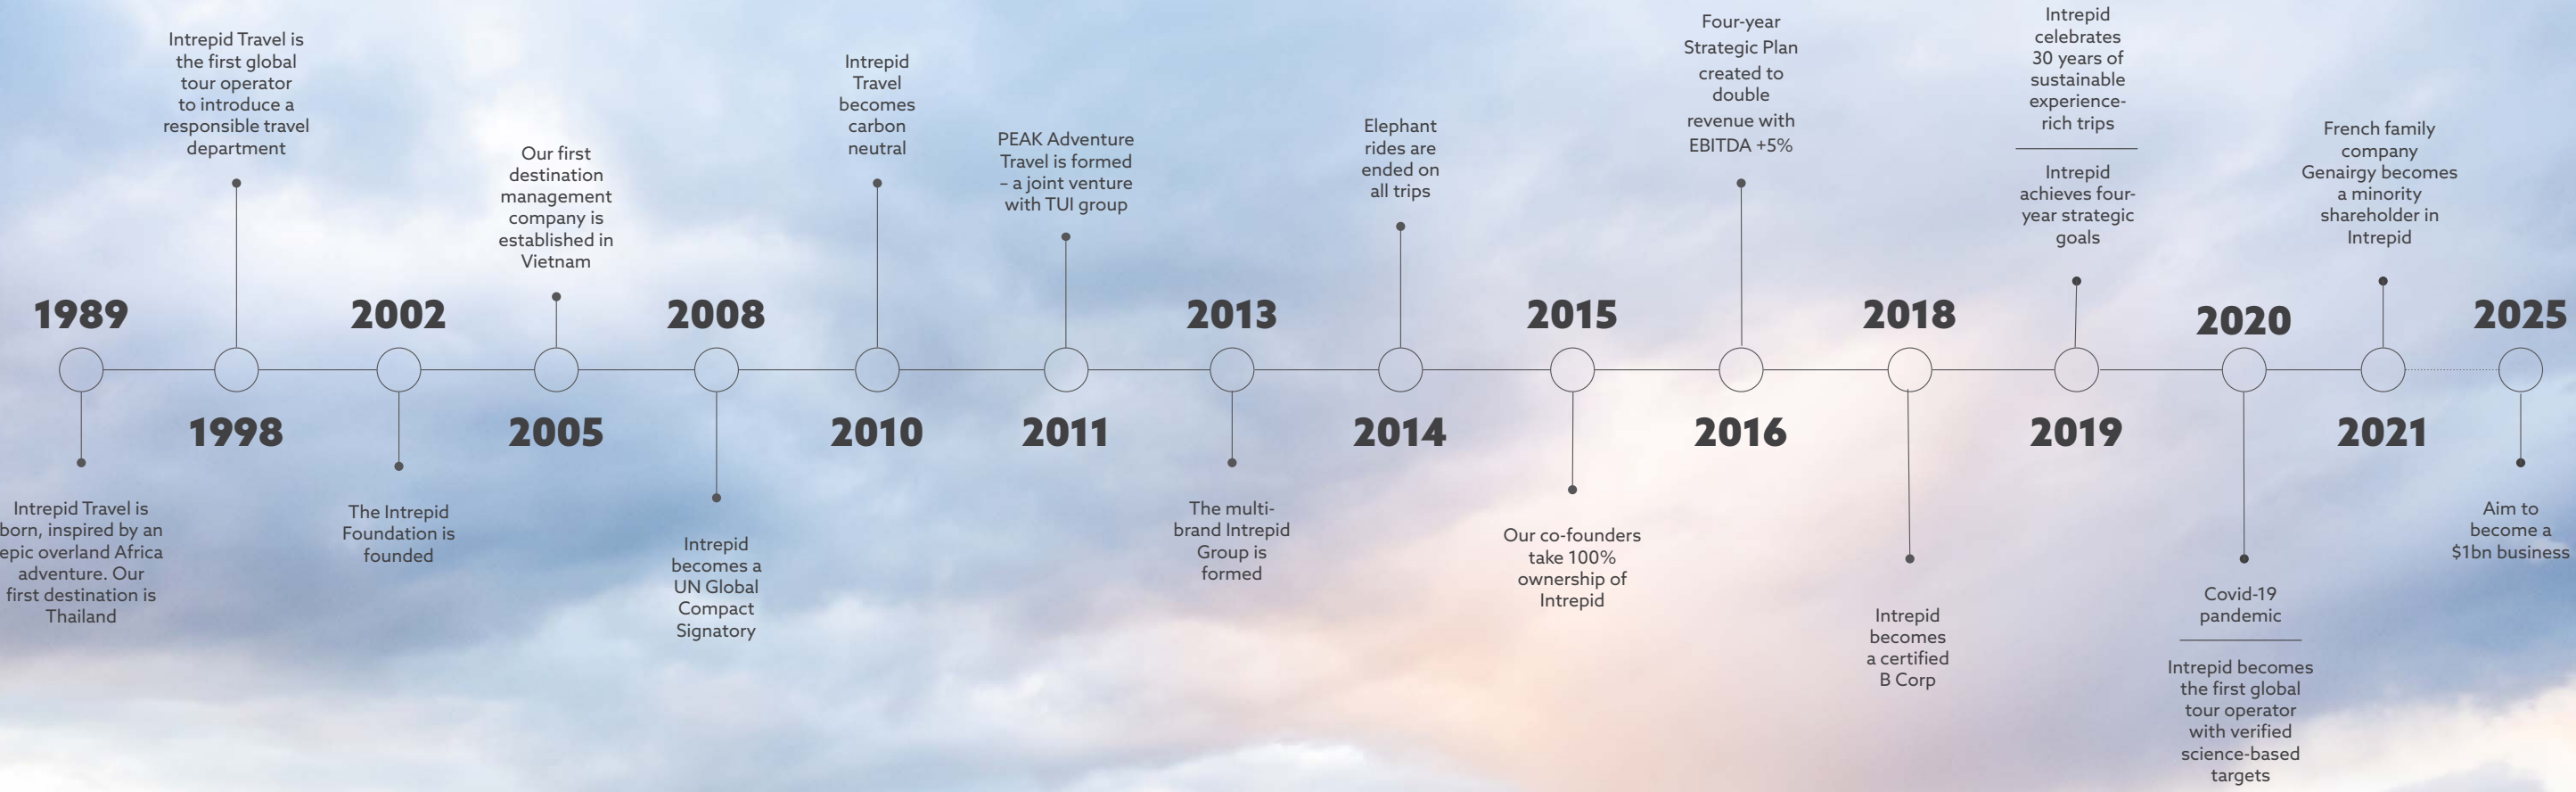 1989
Intrepid Travel is
born, inspired by an
epic overland Africa
adventure. Our
first destination is
Thailand
Intrepid Travel is
the first global
tour operator
to introduce a
responsible travel
department
1998
2002
The Intrepid
Foundation is
founded
Our first
destination
management
company is
established in
Vietnam
2005
2008
Intrepid
becomes a
UN Global
Compact
Signatory
Intrepid
Travel
becomes
carbon
neutral
2010
PEAK Adventure
Travel is formed
– a joint venture
with TUI group
2011
2013
The multi-
brand Intrepid
Group is
formed
Elephant
rides are
ended on
all trips
2014
2015
Our co-founders
take 100%
ownership of
Intrepid
Four-year
Strategic Plan
created to
double
revenue with
EBITDA +5%
2016
2018
Intrepid
becomes
a certified
B Corp
Intrepid
celebrates
30 years of
sustainable
experience-
rich trips
Intrepid
achieves four-
year strategic
goals
2019
2020
Covid-19
pandemic
Intrepid becomes
the first global
tour operator
with verified
science-based
targets
French family
company
Genairgy becomes
a minority
shareholder in
Intrepid
2021
2025
Aim to
become a
$1bn business